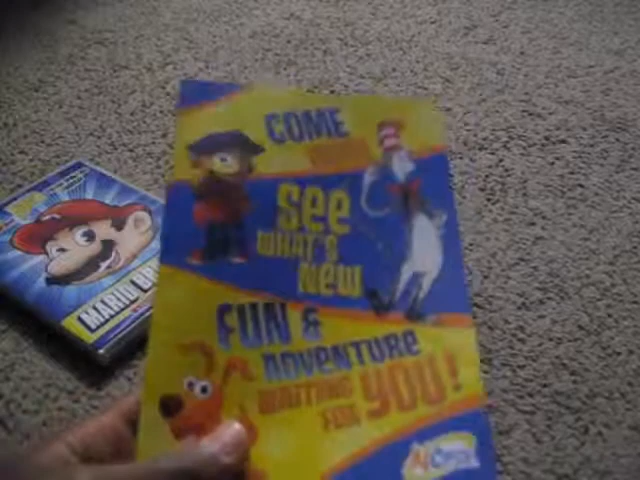 COME
See
WHAT'S
New
FUN &
ADVENTURE
WAITING
FOR YOU!
MARIO